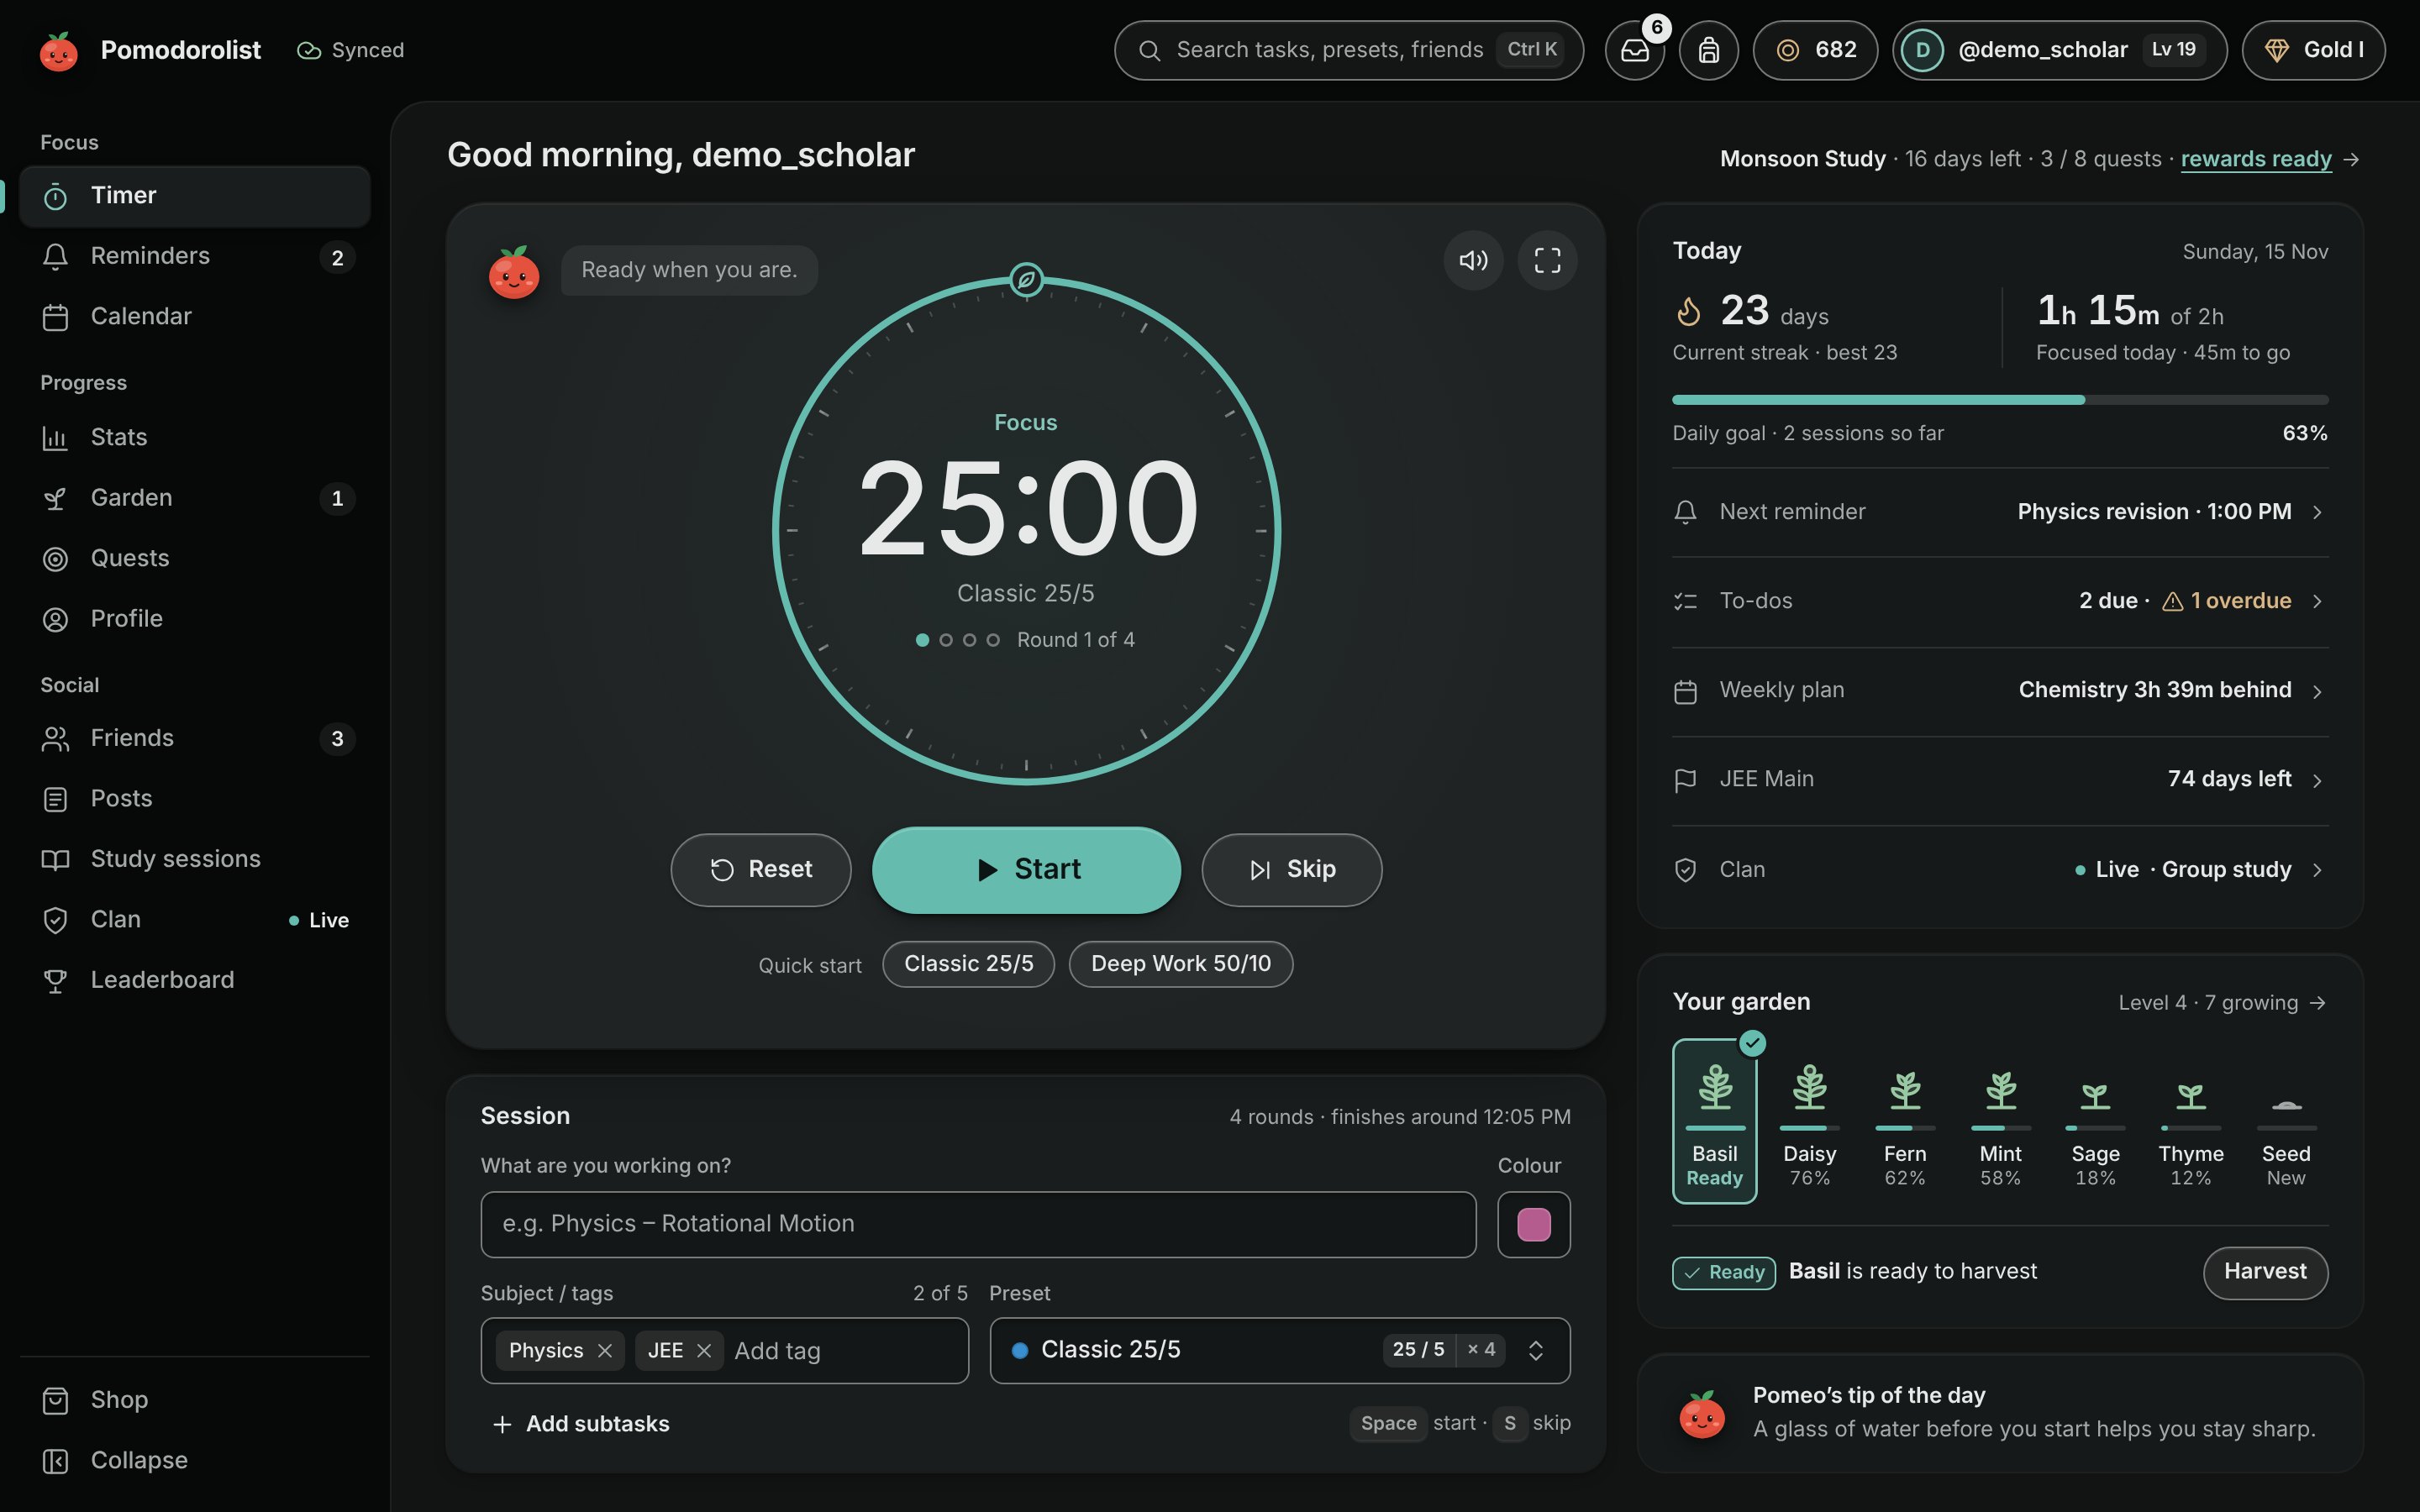 Pomodorolist
Synced
Search tasks, presets, friends Ctrl K
6
682
D @demo_scholar Lv 19
Gold I
Focus
Timer
Reminders 2
Calendar
Progress
Stats
Garden 1
Quests
Profile
Social
Friends 3
Posts
Study sessions
Clan Live
Leaderboard
Shop
Collapse
Good morning, demo_scholar
Monsoon Study · 16 days left · 3 / 8 quests · rewards ready →
Ready when you are.
Focus
25:00
Classic 25/5
Round 1 of 4
Reset
Start
Skip
Quick start Classic 25/5 Deep Work 50/10
Session 4 rounds · finishes around 12:05 PM
What are you working on? Colour
e.g. Physics – Rotational Motion
Subject / tags 2 of 5 Preset
Physics JEE Add tag
Classic 25/5 25 / 5 × 4
Add subtasks
Space start · S skip
Today Sunday, 15 Nov
23 days
Current streak · best 23
1h 15m of 2h
Focused today · 45m to go
Daily goal · 2 sessions so far 63%
Next reminder Physics revision · 1:00 PM
To-dos 2 due · 1 overdue
Weekly plan Chemistry 3h 39m behind
JEE Main 74 days left
Clan Live · Group study
Your garden Level 4 · 7 growing →
Basil Daisy Fern Mint Sage Thyme Seed
Ready 76% 62% 58% 18% 12% New
Ready Basil is ready to harvest Harvest
Pomeo’s tip of the day
A glass of water before you start helps you stay sharp.